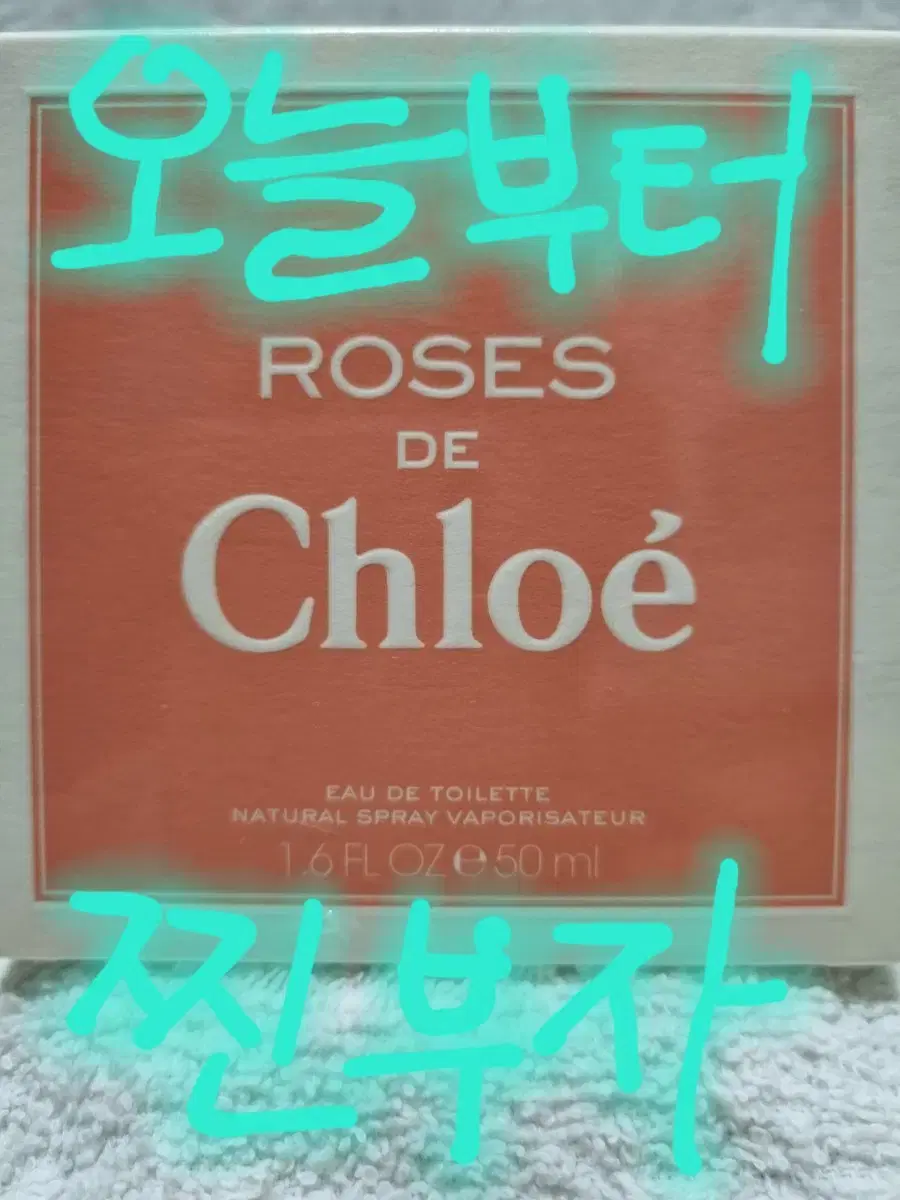 오늘부터
ROSES
DE
Chloé
EAU DE TOILETTE
NATURAL SPRAY VAPORISATEUR
1.6 FL OZ ℮ 50 ml
찐부자